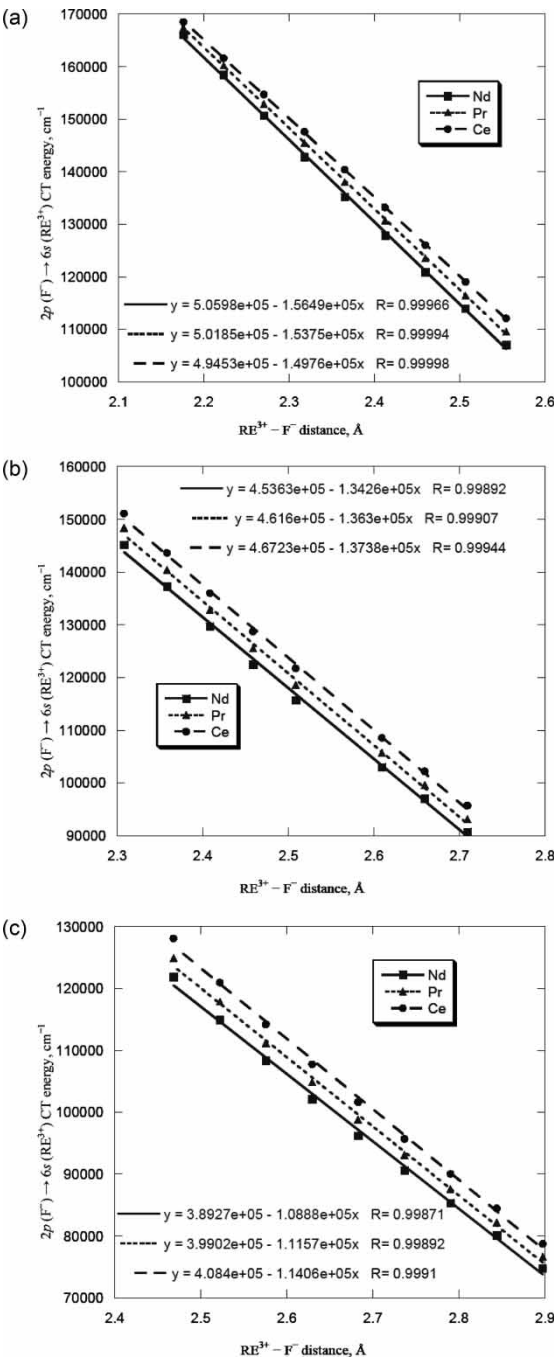 (a)
170000
160000
150000
140000
130000
120000
110000
100000
2p (F⁻) → 6s (RE³⁺) CT energy, cm⁻¹
Nd
Pr
Ce
y = 5.0598e+05 - 1.5649e+05x R= 0.99966
y = 5.0185e+05 - 1.5375e+05x R= 0.99994
y = 4.9453e+05 - 1.4976e+05x R= 0.99998
2.1 2.2 2.3 2.4 2.5 2.6
RE³⁺ – F⁻ distance, Å
(b)
160000
150000
140000
130000
120000
110000
100000
90000
2p (F⁻) → 6s (RE³⁺) CT energy, cm⁻¹
y = 4.5363e+05 - 1.3426e+05x R= 0.99892
y = 4.616e+05 - 1.363e+05x R= 0.99907
y = 4.6723e+05 - 1.3738e+05x R= 0.99944
Nd
Pr
Ce
2.3 2.4 2.5 2.6 2.7 2.8
RE³⁺ – F⁻ distance, Å
(c)
130000
120000
110000
100000
90000
80000
70000
2p (F⁻) → 6s (RE³⁺) CT energy, cm⁻¹
Nd
Pr
Ce
y = 3.8927e+05 - 1.0888e+05x R= 0.99871
y = 3.9902e+05 - 1.1157e+05x R= 0.99892
y = 4.084e+05 - 1.1406e+05x R= 0.9991
2.4 2.5 2.6 2.7 2.8 2.9
RE³⁺ – F⁻ distance, Å